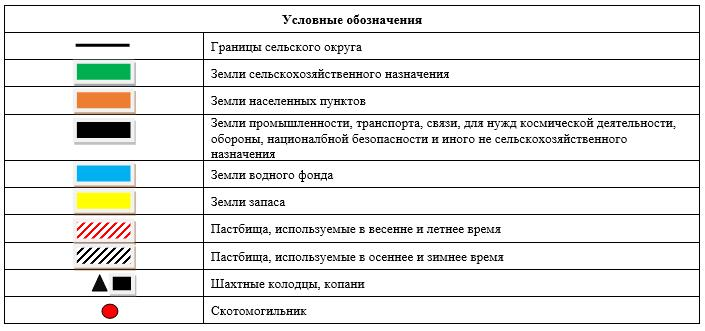 Условные обозначения
Границы сельского округа
Земли сельскохозяйственного назначения
Земли населенных пунктов
Земли промышленности, транспорта, связи, для нужд космической деятельности,
обороны, националбной безопасности и иного не сельскохозяйственного
назначения
Земли водного фонда
Земли запаса
Пастбища, используемые в весенне и летнее время
Пастбища, используемые в осеннее и зимнее время
Шахтные колодцы, копани
Скотомогильник